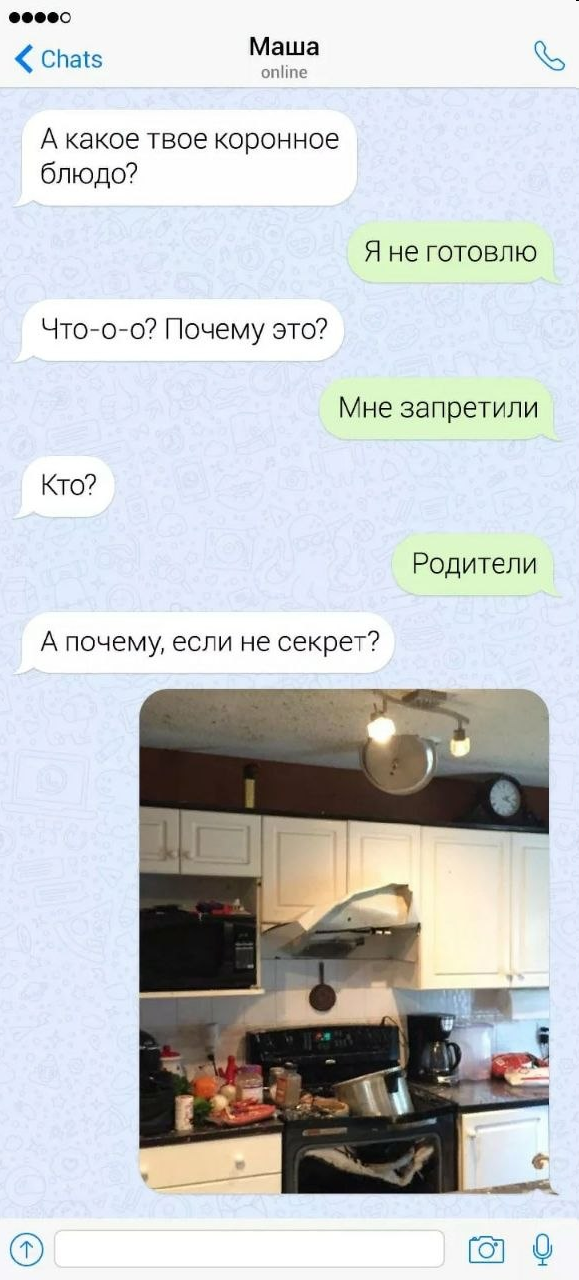 Chats
Маша
online
А какое твое коронное
блюдо?
Я не готовлю
Что-о-о? Почему это?
Мне запретили
Кто?
Родители
А почему, если не секрет?